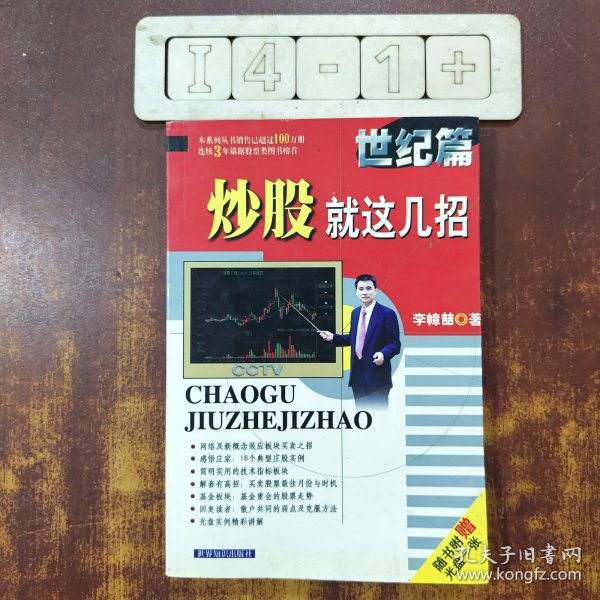 I4-1+
本系列丛书销售已超过100万册
连续3年雄踞股票类图书榜首
世纪篇
炒股就这几招
李幛喆◎著
CCTV
CHAOGU
JIUZHEJIZHAO
● 网络及新概念效应板块买卖之招
● 感悟庄家：16个典型庄股实例
● 简明实用的技术指标板块
● 解套有高招：买卖股票最佳月份与时机
● 基金板块：基金重仓的股票走势
● 回复读者：散户共同的弱点及克服方法
● 光盘实例精彩讲解
世界知识出版社
随书附赠
孔夫子旧书网
www.kongfz.com